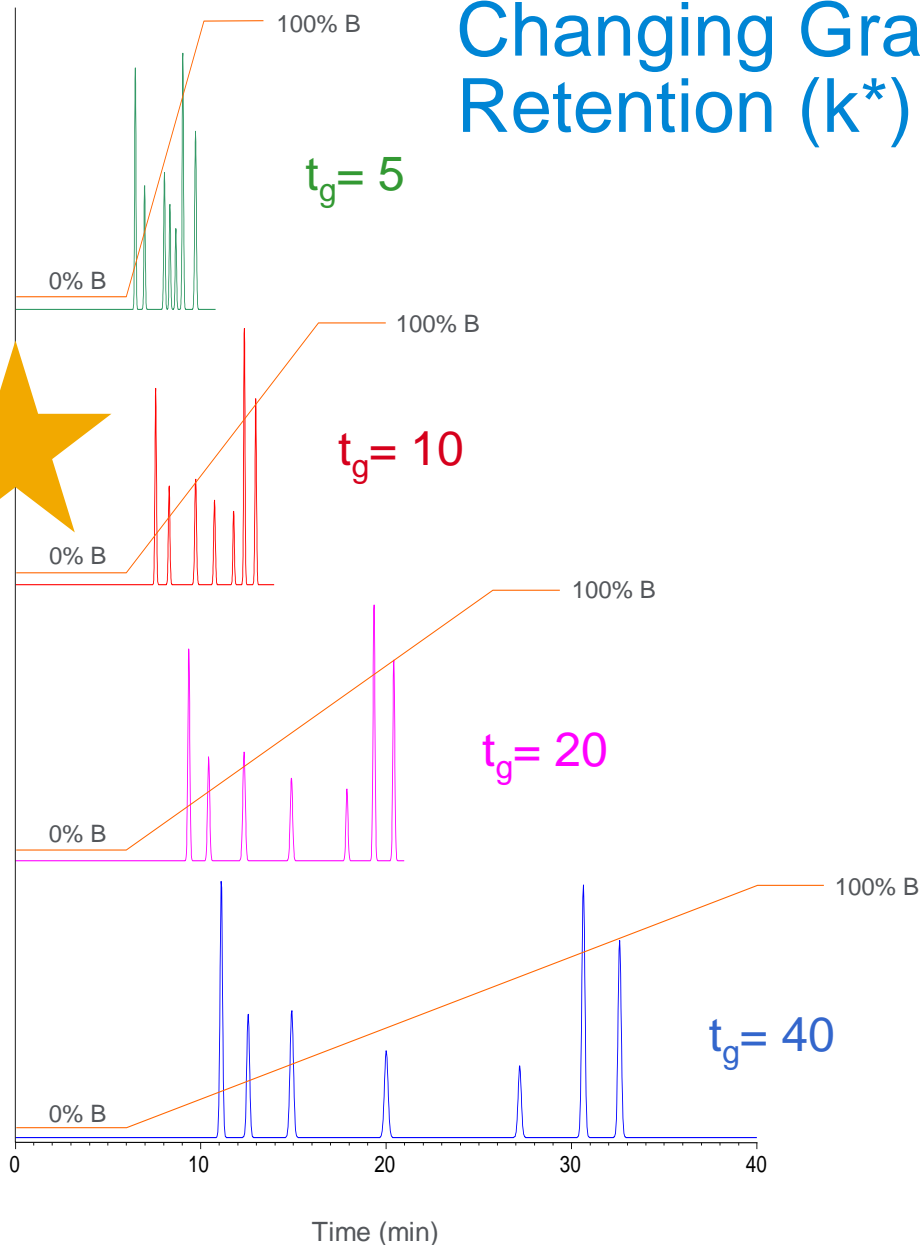 Changing Gra
Retention (k*)
100% B
tg= 5
0% B
100% B
tg= 10
0% B
100% B
tg= 20
0% B
100% B
tg= 40
0% B
0 10 20 30 40
Time (min)